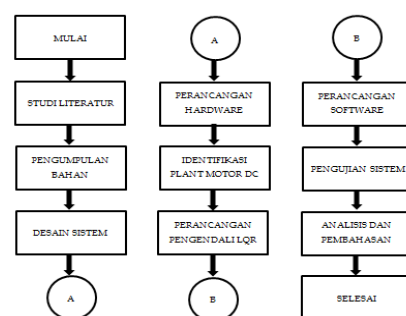 MULAI
STUDI LITERATUR
PENGUMPULAN
BAHAN
DESAIN SISTEM
A
A
PERANCANGAN
HARDWARE
IDENTIFIKASI
PLANT MOTOR DC
PERANCANGAN
PENGENDALI LQR
B
B
PERANCANGAN
SOFTWARE
PENGUJIAN SISTEM
ANALISIS DAN
PEMBAHASAN
SELESAI